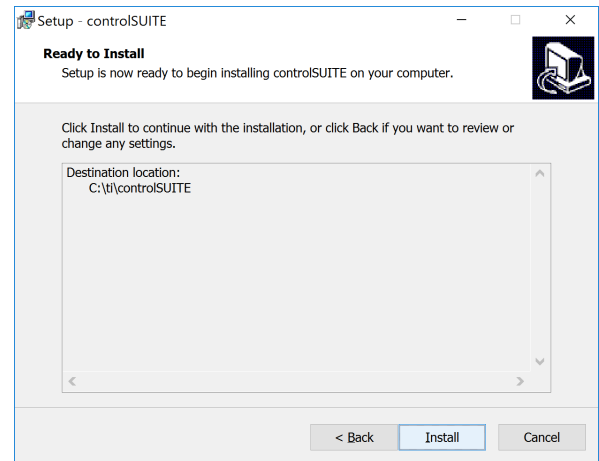 Setup - controlSUITE
Ready to Install
Setup is now ready to begin installing controlSUITE on your computer.
Click Install to continue with the installation, or click Back if you want to review or
change any settings.
Destination location:
C:\ti\controlSUITE
< Back
Install
Cancel